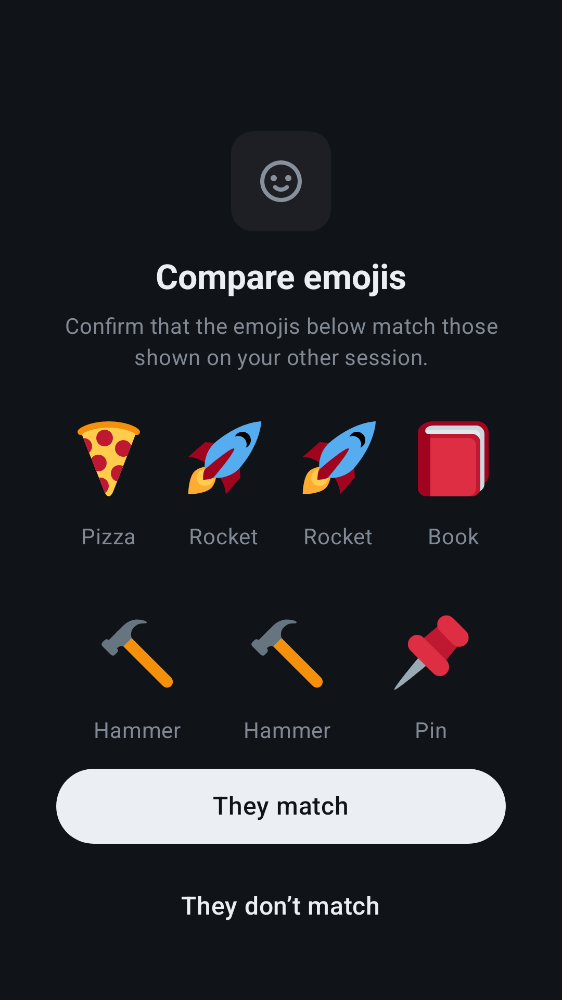 Compare emojis
Confirm that the emojis below match those
shown on your other session.
Pizza Rocket Rocket Book
Hammer Hammer Pin
They match
They don’t match